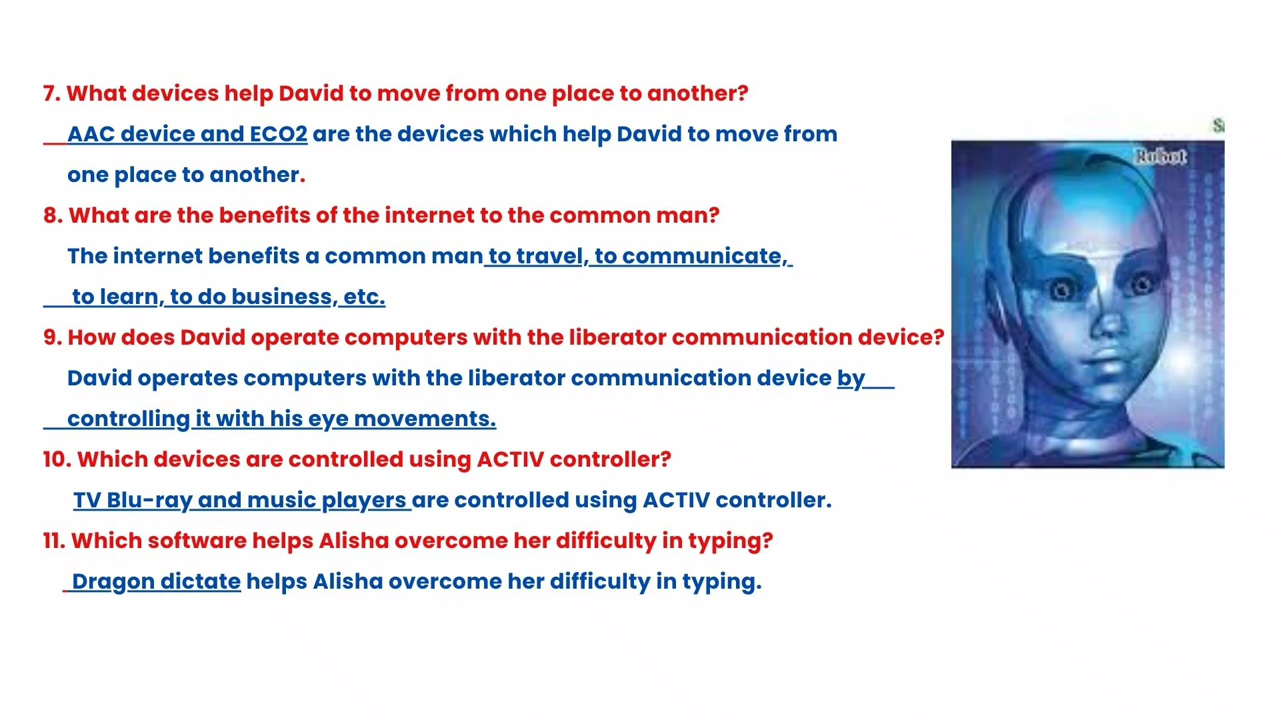 7. What devices help David to move from one place to another?
__AAC device and ECO2 are the devices which help David to move from
one place to another.
8. What are the benefits of the internet to the common man?
The internet benefits a common man to travel, to communicate,
__to learn, to do business, etc.
9. How does David operate computers with the liberator communication device?
David operates computers with the liberator communication device by__
__controlling it with his eye movements.
10. Which devices are controlled using ACTIV controller?
TV Blu-ray and music players are controlled using ACTIV controller.
11. Which software helps Alisha overcome her difficulty in typing?
_Dragon dictate helps Alisha overcome her difficulty in typing.
Robot